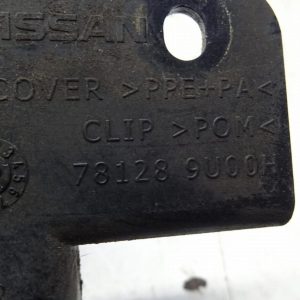 NISSAN
COVER >PPE+PA<
CLIP >POM<
78128 9U00H